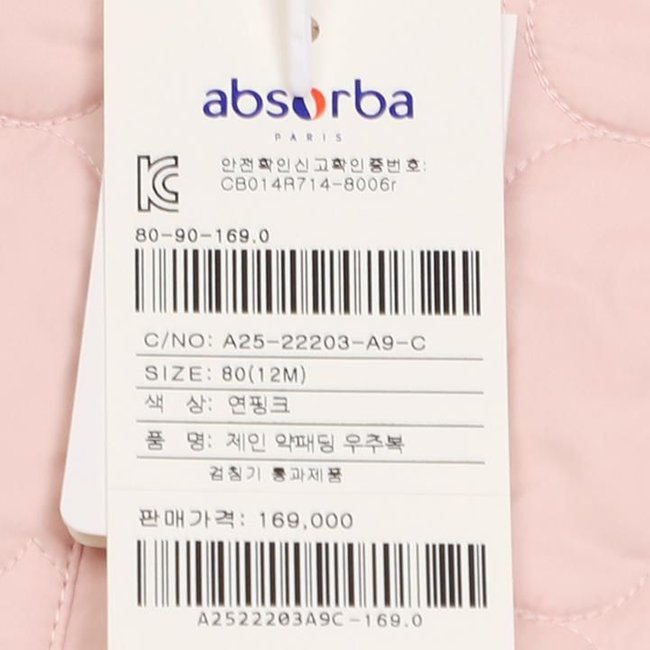 absorba
PARIS
안전확인신고확인증번호:
CB014R714-8006r
80-90-169.0
C/NO: A25-22203-A9-C
SIZE: 80(12M)
색 상: 연핑크
품 명: 제인 약패딩 우주복
검침기 통과제품
판매가격: 169,000
A2522203A9C-169.0